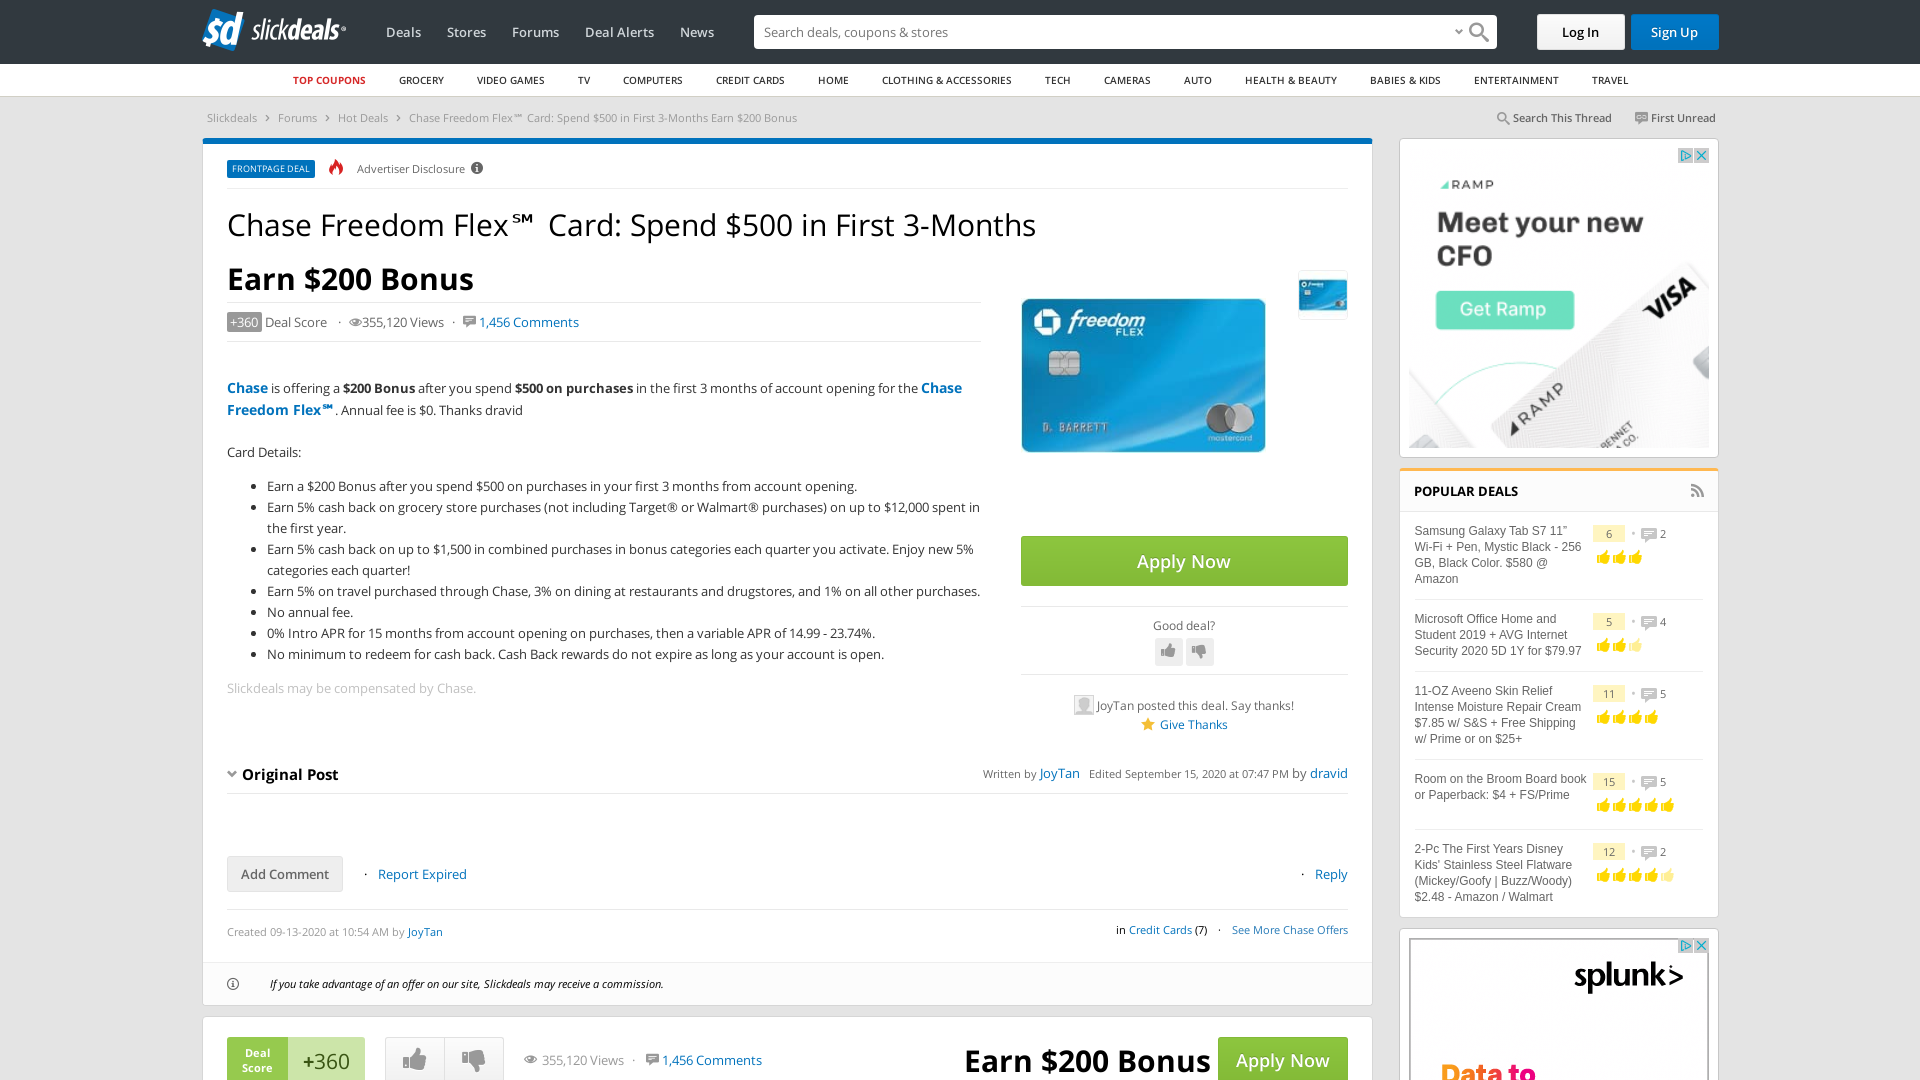 sd slickdeals
Deals Stores Forums Deal Alerts News
Search deals, coupons & stores
Log In Sign Up
TOP COUPONS GROCERY VIDEO GAMES TV COMPUTERS CREDIT CARDS HOME CLOTHING & ACCESSORIES TECH CAMERAS AUTO HEALTH & BEAUTY BABIES & KIDS ENTERTAINMENT TRAVEL
Slickdeals › Forums › Hot Deals › Chase Freedom Flex℠ Card: Spend $500 in First 3-Months Earn $200 Bonus
Search This Thread First Unread
FRONTPAGE DEAL Advertiser Disclosure
Chase Freedom Flex℠ Card: Spend $500 in First 3-Months
Earn $200 Bonus
+360 Deal Score · 355,120 Views · 1,456 Comments
Chase is offering a $200 Bonus after you spend $500 on purchases in the first 3 months of account opening for the Chase
Freedom Flex℠. Annual fee is $0. Thanks dravid
Card Details:
• Earn a $200 Bonus after you spend $500 on purchases in your first 3 months from account opening.
• Earn 5% cash back on grocery store purchases (not including Target® or Walmart® purchases) on up to $12,000 spent in
the first year.
• Earn 5% cash back on up to $1,500 in combined purchases in bonus categories each quarter you activate. Enjoy new 5%
categories each quarter!
• Earn 5% on travel purchased through Chase, 3% on dining at restaurants and drugstores, and 1% on all other purchases.
• No annual fee.
• 0% Intro APR for 15 months from account opening on purchases, then a variable APR of 14.99 - 23.74%.
• No minimum to redeem for cash back. Cash Back rewards do not expire as long as your account is open.
Slickdeals may be compensated by Chase.
freedom
FLEX
D. BARRETT
mastercard
freedom
Apply Now
Good deal?
JoyTan posted this deal. Say thanks!
Give Thanks
Original Post
Written by JoyTan Edited September 15, 2020 at 07:47 PM by dravid
Add Comment · Report Expired
· Reply
Created 09-13-2020 at 10:54 AM by JoyTan
in Credit Cards (7) · See More Chase Offers
If you take advantage of an offer on our site, Slickdeals may receive a commission.
Deal
Score
+360
355,120 Views · 1,456 Comments
Earn $200 Bonus
Apply Now
RAMP
Meet your new
CFO
Get Ramp
VISA
RAMP
BENNET
CO.
POPULAR DEALS
Samsung Galaxy Tab S7 11”
Wi-Fi + Pen, Mystic Black - 256
GB, Black Color. $580 @
Amazon
6 • 2
Microsoft Office Home and
Student 2019 + AVG Internet
Security 2020 5D 1Y for $79.97
5 • 4
11-OZ Aveeno Skin Relief
Intense Moisture Repair Cream
$7.85 w/ S&S + Free Shipping
w/ Prime or on $25+
11 • 5
Room on the Broom Board book
or Paperback: $4 + FS/Prime
15 • 5
2-Pc The First Years Disney
Kids' Stainless Steel Flatware
(Mickey/Goofy | Buzz/Woody)
$2.48 - Amazon / Walmart
12 • 2
splunk>
Data to